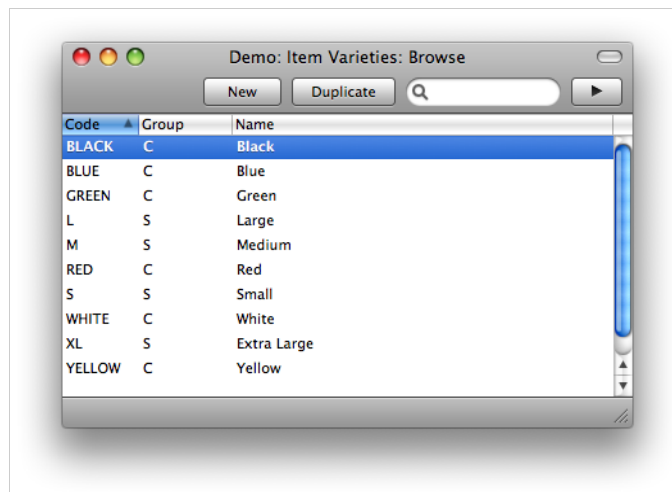 Demo: Item Varieties: Browse
New Duplicate
Code Group Name
BLACK C Black
BLUE C Blue
GREEN C Green
L S Large
M S Medium
RED C Red
S S Small
WHITE C White
XL S Extra Large
YELLOW C Yellow